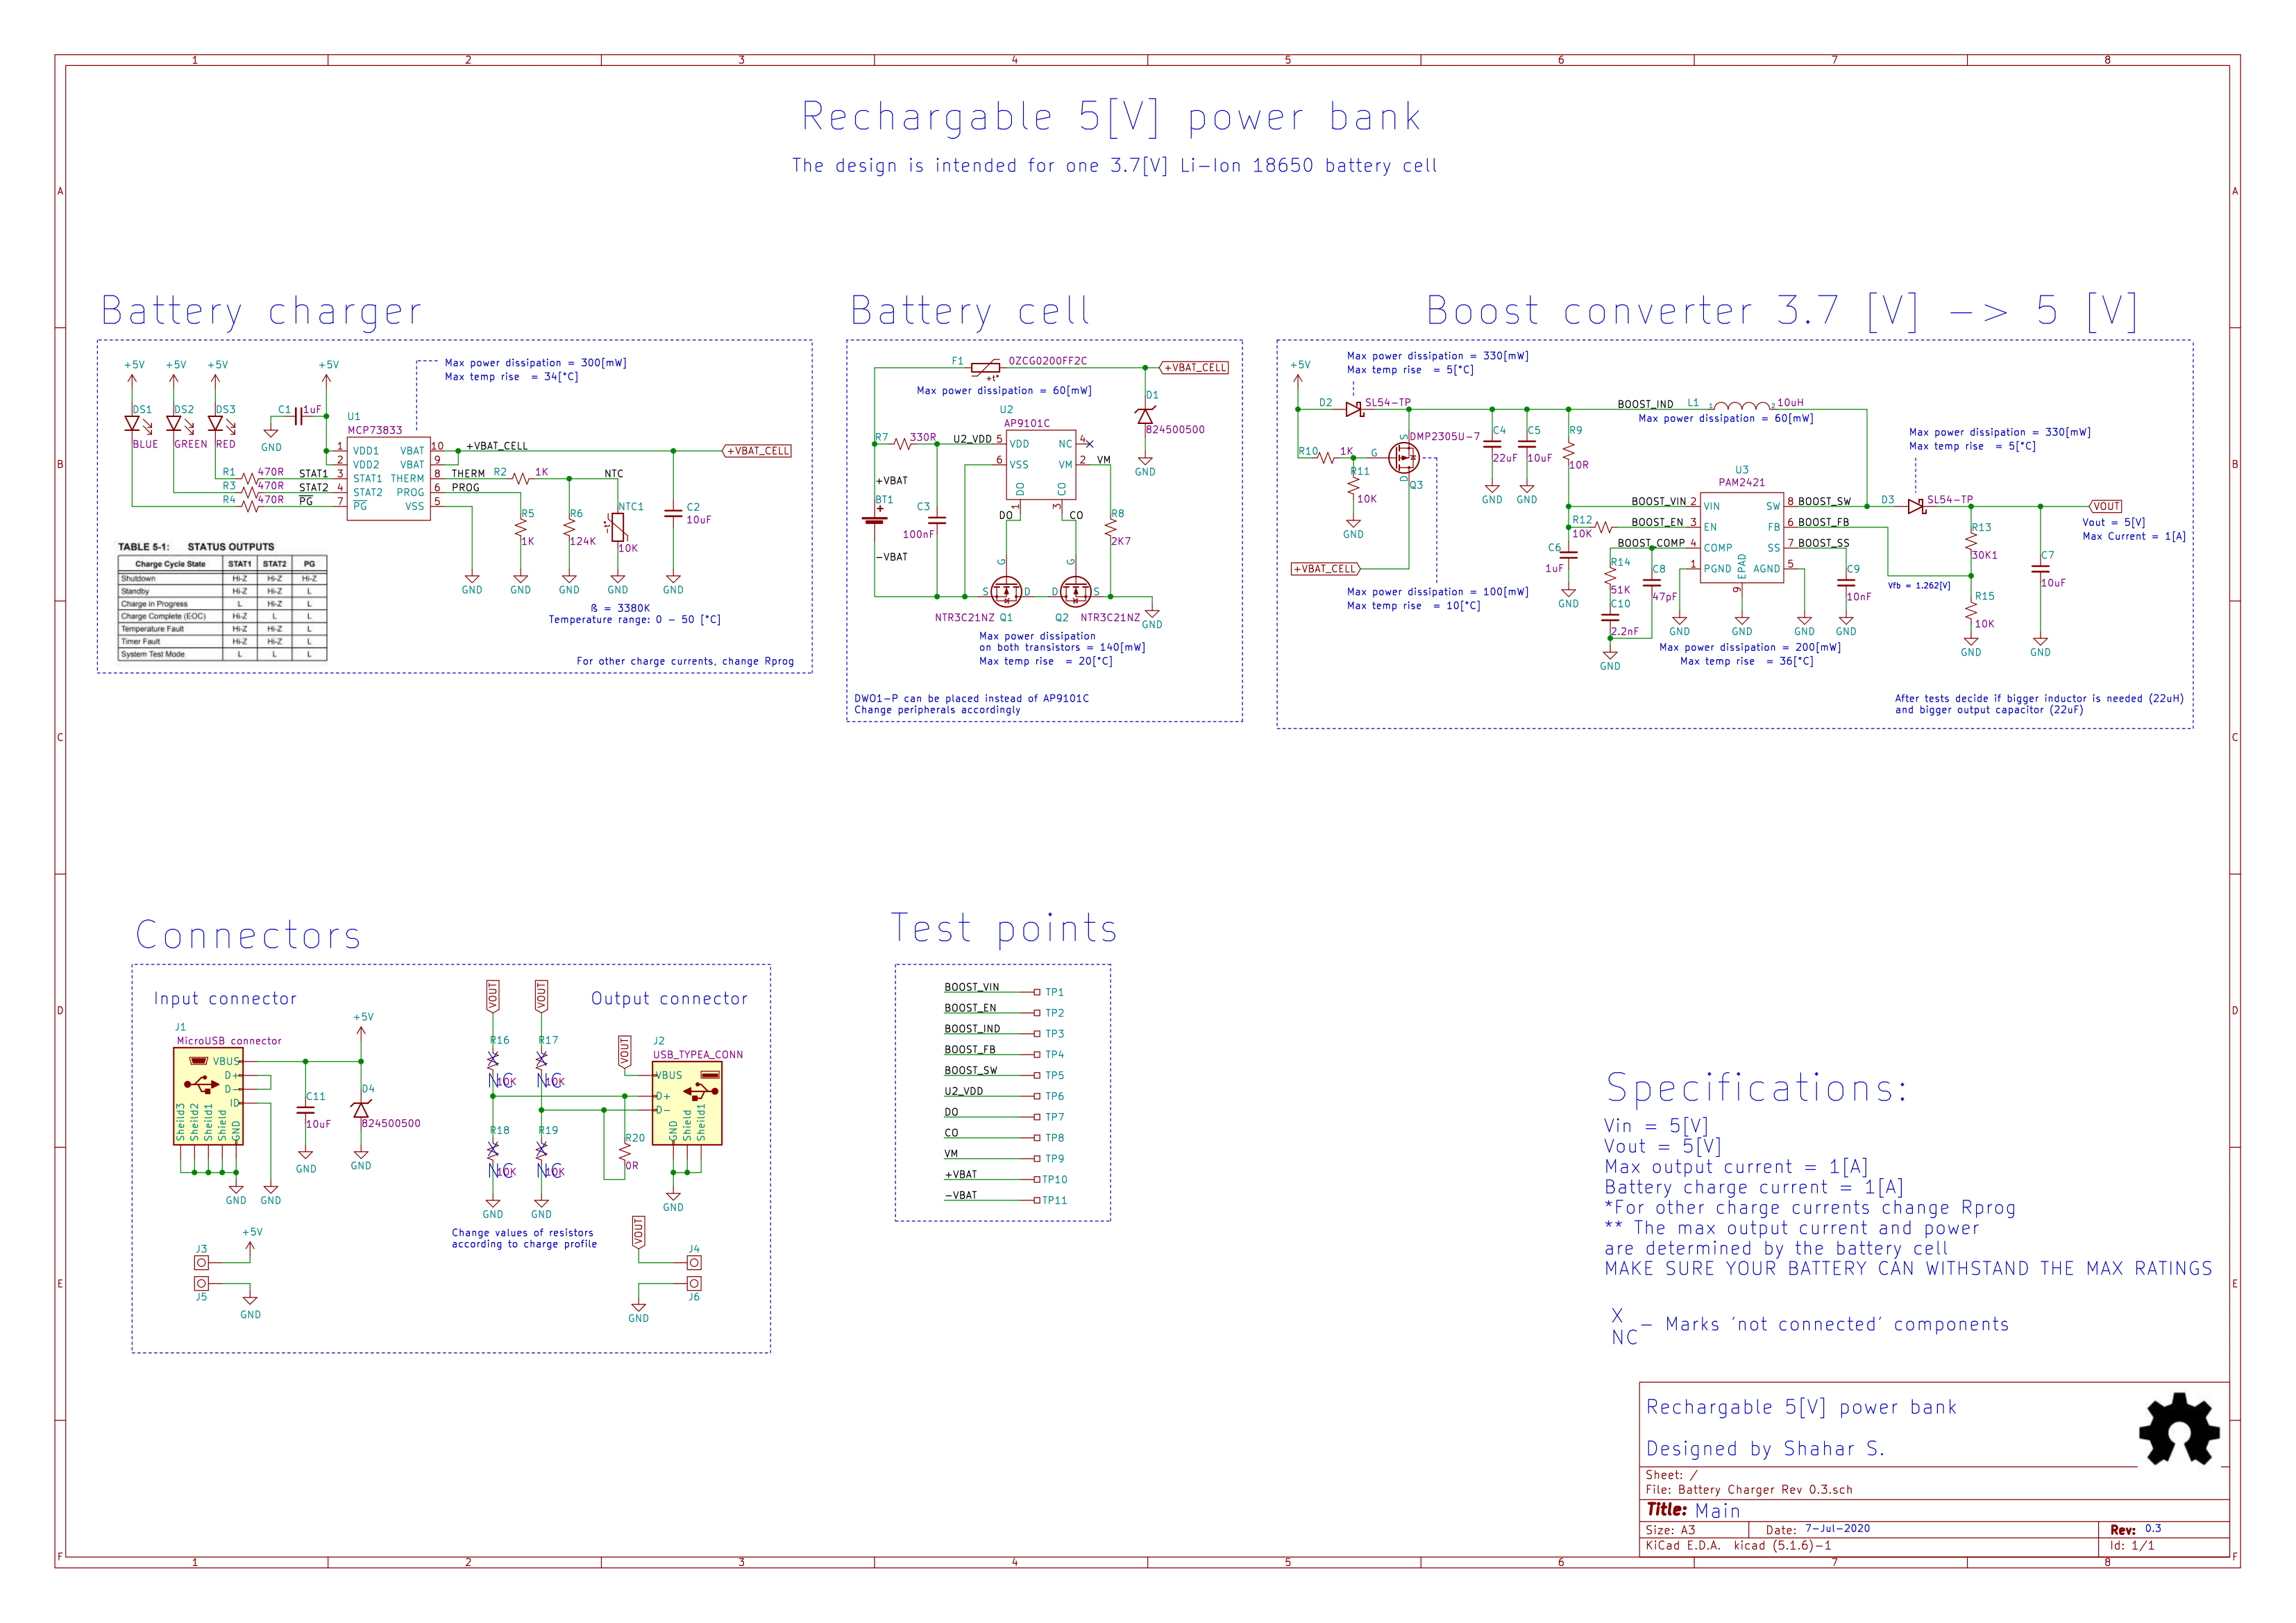 1 2 3 4 5 6 7 8
A
B
C
D
E
F
Rechargable 5[V] power bank
The design is intended for one 3.7[V] Li-Ion 18650 battery cell
Battery charger
+5V +5V +5V +5V
Max power dissipation = 300[mW]
Max temp rise = 34[°C]
DS1 DS2 DS3
BLUE GREEN RED
C1 1uF
GND
U1
MCP73833
1 VDD1
2 VDD2
3 STAT1
4 STAT2
7 PG
VBAT 10
VBAT 9
THERM 8
PROG 6
VSS 5
R1 470R STAT1
R3 470R STAT2
R4 470R PG
+VBAT_CELL
+VBAT_CELL
THERM R2 1K NTC
PROG
R5
1K
R6
124K
NTC1
-t°
10K
C2
10uF
GND GND GND GND GND
ß = 3380K
Temperature range: 0 - 50 [°C]
For other charge currents, change Rprog
TABLE 5-1: STATUS OUTPUTS
Charge Cycle State STAT1 STAT2 PG
Shutdown Hi-Z Hi-Z Hi-Z
Standby Hi-Z Hi-Z L
Charge in Progress L Hi-Z L
Charge Complete (EOC) Hi-Z L L
Temperature Fault Hi-Z Hi-Z L
Timer Fault Hi-Z Hi-Z L
System Test Mode L L L
Battery cell
F1 0ZCG0200FF2C
+t°
+VBAT_CELL
Max power dissipation = 60[mW]
D1
824500500
GND
U2
AP9101C
R7 330R U2_VDD 5 VDD
NC 4
6 VSS
VM 2 VM
DO CO
1 3
DO CO
+VBAT
BT1
+
-VBAT
C3
100nF
R8
2K7
G G
S D D S
NTR3C21NZ Q1 Q2 NTR3C21NZ
GND
Max power dissipation
on both transistors = 140[mW]
Max temp rise = 20[°C]
DWO1-P can be placed instead of AP9101C
Change peripherals accordingly
Boost converter 3.7 [V] -> 5 [V]
+5V
Max power dissipation = 330[mW]
Max temp rise = 5[°C]
D2 SL54-TP
R10 1K G S D
DMP2305U-7
Q3
R11
10K
GND
+VBAT_CELL
Max power dissipation = 100[mW]
Max temp rise = 10[°C]
C4
22uF
GND
C5
10uF
GND
R9
10R
BOOST_IND L1 1 2 10uH
Max power dissipation = 60[mW]
Max power dissipation = 330[mW]
Max temp rise = 5[°C]
U3
PAM2421
BOOST_VIN 2 VIN
BOOST_EN 3 EN
BOOST_COMP 4 COMP
1 PGND
EPAD 9
SW 8 BOOST_SW
FB 6 BOOST_FB
SS 7 BOOST_SS
AGND 5
R12
10K
C6
1uF
GND
R14
51K
C10
2.2nF
GND
C8
47pF
GND GND GND
C9
10nF
GND
D3 SL54-TP
VOUT
Vout = 5[V]
Max Current = 1[A]
R13
30K1
Vfb = 1.262[V]
R15
10K
GND
C7
10uF
GND
Max power dissipation = 200[mW]
Max temp rise = 36[°C]
After tests decide if bigger inductor is needed (22uH)
and bigger output capacitor (22uF)
Connectors
Input connector
Output connector
J1
MicroUSB connector
VBUS
D+
D-
ID
Sheild3 Sheild2 Sheild1 Sheild GND
GND GND
+5V
C11
10uF
GND
D4
824500500
GND
VOUT VOUT
R16 R17
NC 10K NC 10K
R18 R19
NC 10K NC 10K
GND GND
Change values of resistors
according to charge profile
VOUT
J2
USB_TYPEA_CONN
VBUS
D+
D-
GND Sheild Sheild1
R20
0R
GND
+5V
J3
J5
GND
VOUT
J4
J6
GND
Test points
BOOST_VIN TP1
BOOST_EN TP2
BOOST_IND TP3
BOOST_FB TP4
BOOST_SW TP5
U2_VDD TP6
DO TP7
CO TP8
VM TP9
+VBAT TP10
-VBAT TP11
Specifications:
Vin = 5[V]
Vout = 5[V]
Max output current = 1[A]
Battery charge current = 1[A]
*For other charge currents change Rprog
** The max output current and power
are determined by the battery cell
MAKE SURE YOUR BATTERY CAN WITHSTAND THE MAX RATINGS
X
NC - Marks 'not connected' components
Rechargable 5[V] power bank
Designed by Shahar S.
Sheet: /
File: Battery Charger Rev 0.3.sch
Title: Main
Size: A3 Date: 7-Jul-2020 Rev: 0.3
KiCad E.D.A. kicad (5.1.6)-1 Id: 1/1
A
B
C
D
E
F
1 2 3 4 5 6 7 8